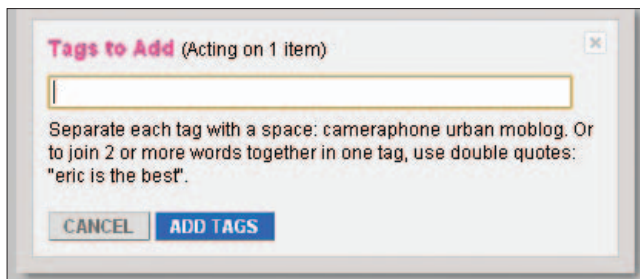 Tags to Add (Acting on 1 item)
Separate each tag with a space: cameraphone urban moblog. Or
to join 2 or more words together in one tag, use double quotes:
"eric is the best".
CANCEL ADD TAGS